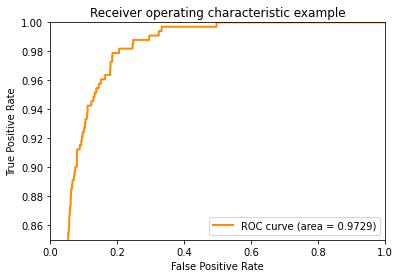 Receiver operating characteristic example
True Positive Rate
1.00
0.98
0.96
0.94
0.92
0.90
0.88
0.86
ROC curve (area = 0.9729)
0.0 0.2 0.4 0.6 0.8 1.0
False Positive Rate